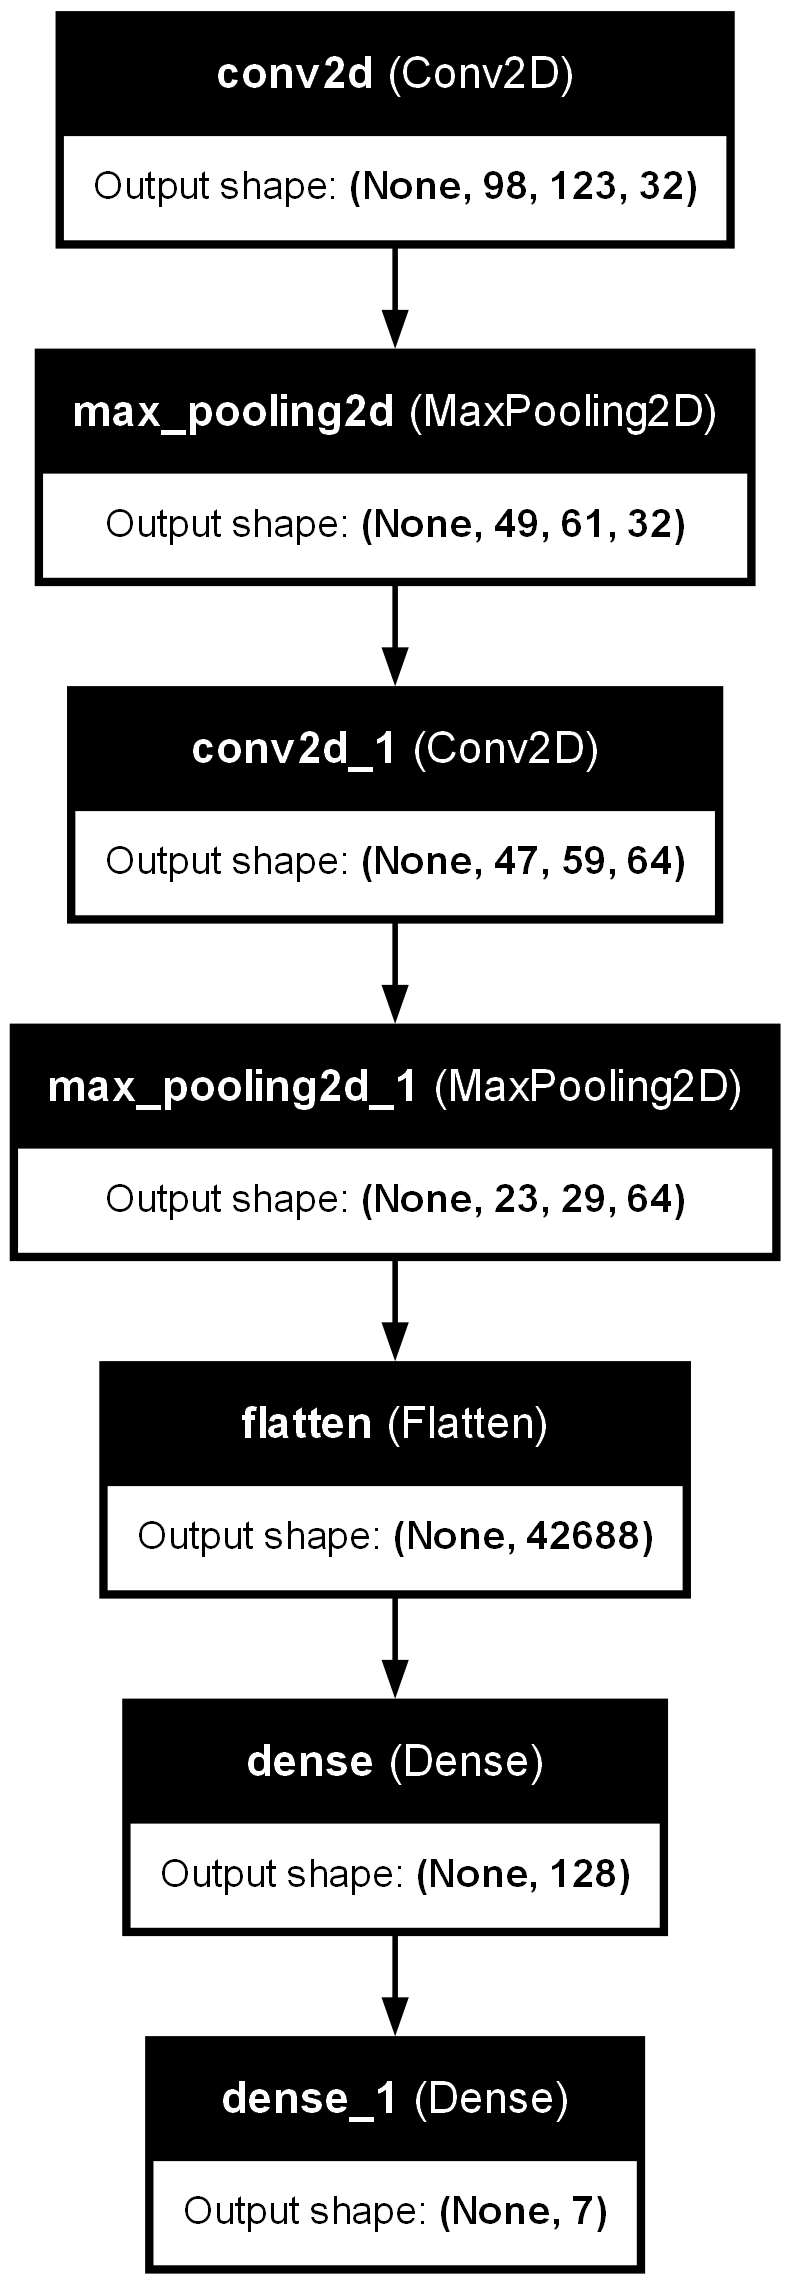 conv2d (Conv2D)
Output shape: (None, 98, 123, 32)
max_pooling2d (MaxPooling2D)
Output shape: (None, 49, 61, 32)
conv2d_1 (Conv2D)
Output shape: (None, 47, 59, 64)
max_pooling2d_1 (MaxPooling2D)
Output shape: (None, 23, 29, 64)
flatten (Flatten)
Output shape: (None, 42688)
dense (Dense)
Output shape: (None, 128)
dense_1 (Dense)
Output shape: (None, 7)